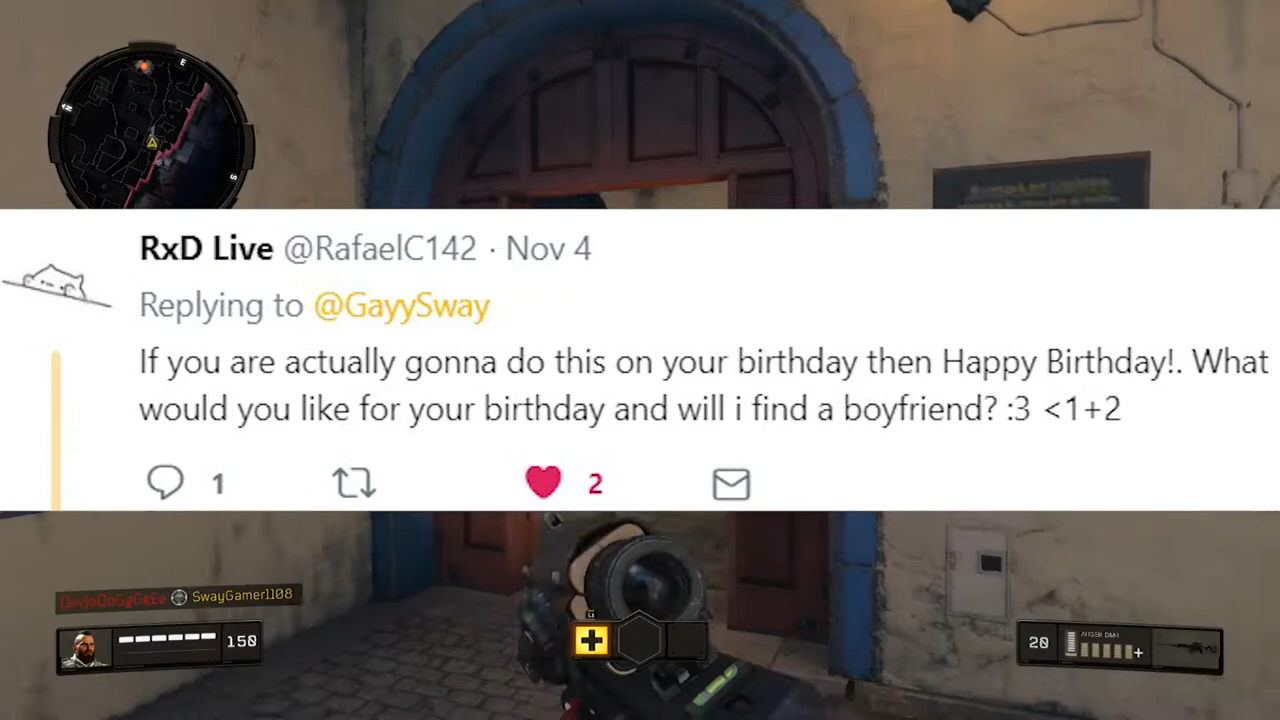 E
S
RxD Live @RafaelC142 · Nov 4
Replying to @GayySway
If you are actually gonna do this on your birthday then Happy Birthday!. What
would you like for your birthday and will i find a boyfriend? :3 <1+2
1 2
SwayGamer1108
150
20 AUGER DMR